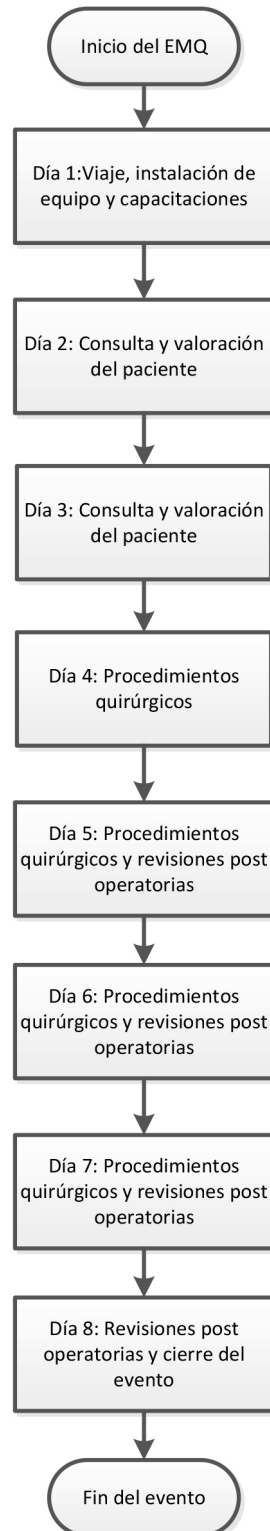 Inicio del EMQ
Día 1:Viaje, instalación de
equipo y capacitaciones
Día 2: Consulta y valoración
del paciente
Día 3: Consulta y valoración
del paciente
Día 4: Procedimientos
quirúrgicos
Día 5: Procedimientos
quirúrgicos y revisiones post
operatorias
Día 6: Procedimientos
quirúrgicos y revisiones post
operatorias
Día 7: Procedimientos
quirúrgicos y revisiones post
operatorias
Día 8: Revisiones post
operatorias y cierre del
evento
Fin del evento